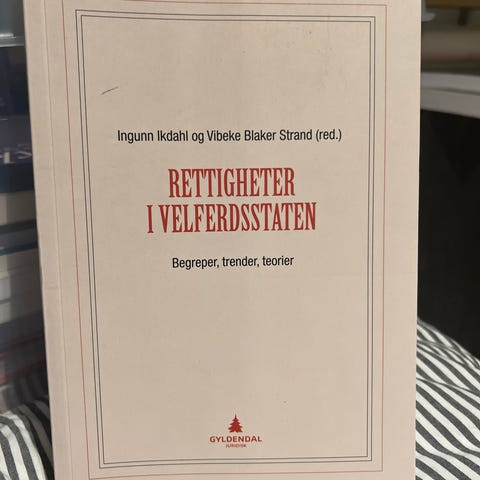 Ingunn Ikdahl og Vibeke Blaker Strand (red.)
RETTIGHETER
I VELFERDSSTATEN
Begreper, trender, teorier
GYLDENDAL
JURIDISK